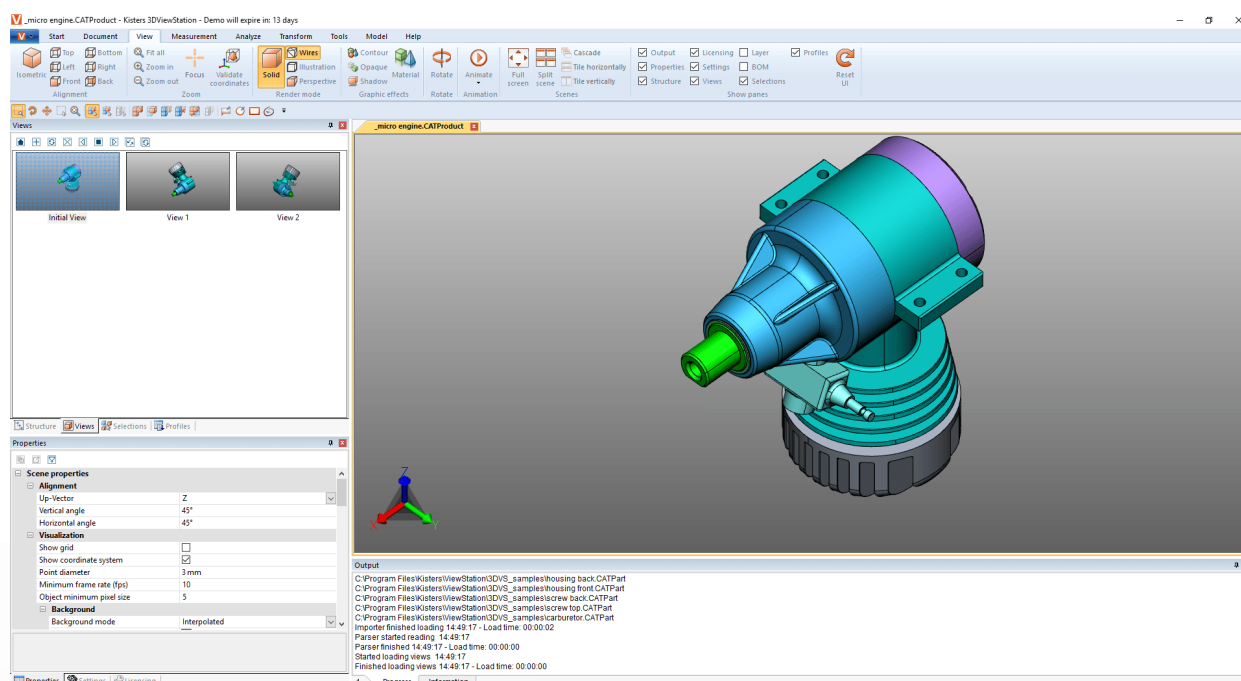 _micro engine.CATProduct - Kisters 3DViewStation - Demo will expire in: 13 days
Start Document View Measurement Analyze Transform Tools Model Help
Isometric Top Bottom Left Right Front Back
Alignment
Fit all Zoom in Zoom out Focus Validate coordinates
Zoom
Solid Wires Illustration Perspective
Render mode
Contour Opaque Shadow Material
Graphic effects
Rotate
Rotate
Animate
Animation
Full screen Split scene Cascade Tile horizontally Tile vertically
Scenes
Output Licensing Layer Profiles
Properties Settings BOM
Structure Views Selections
Show panes
Reset UI
Views
Initial View View 1 View 2
Structure Views Selections Profiles
Properties
Scene properties
Alignment
Up-Vector Z
Vertical angle 45°
Horizontal angle 45°
Visualization
Show grid
Show coordinate system
Point diameter 3 mm
Minimum frame rate (fps) 10
Object minimum pixel size 5
Background
Background mode Interpolated
Properties Settings Licensing
_micro engine.CATProduct
Z
X Y
Output
C:\Program Files\Kisters\ViewStation\3DVS_samples\housing back.CATPart
C:\Program Files\Kisters\ViewStation\3DVS_samples\housing front.CATPart
C:\Program Files\Kisters\ViewStation\3DVS_samples\screw back.CATPart
C:\Program Files\Kisters\ViewStation\3DVS_samples\screw top.CATPart
C:\Program Files\Kisters\ViewStation\3DVS_samples\carburetor.CATPart
Importer finished loading 14:49:17 - Load time: 00:00:02
Parser started reading 14:49:17
Parser finished 14:49:17 - Load time: 00:00:00
Started loading views 14:49:17
Finished loading views 14:49:17 - Load time: 00:00:00
Progress Information